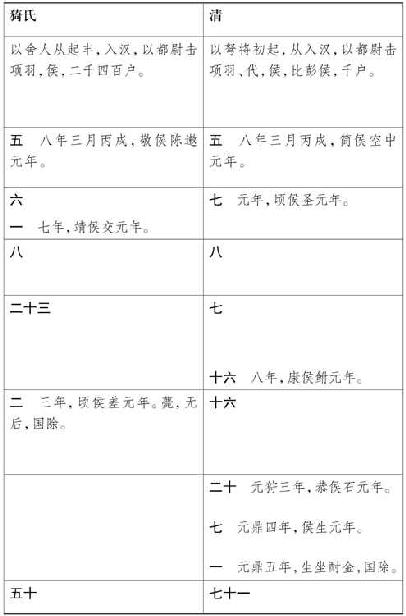 猗氏
清
以舍人从起丰,入汉,以都尉击
项羽,侯,二千四百户。
以弩将初起,从入汉,以都尉击
项羽、代,侯,比彭侯,千户。
五 八年三月丙戌,敬侯陈遬
元年。
五 八年三月丙戌,简侯空中
元年。
六
一 七年,靖侯交元年。
七 元年,顷侯圣元年。
八
八
二十三
七
十六 八年,康侯鲋元年。
二 三年,顷侯差元年。薨,无
后,国除。
十六
二十 元狩三年,恭侯石元年。
七 元鼎四年,侯生元年。
一 元鼎五年,生坐酎金,国除。
五十
七十一